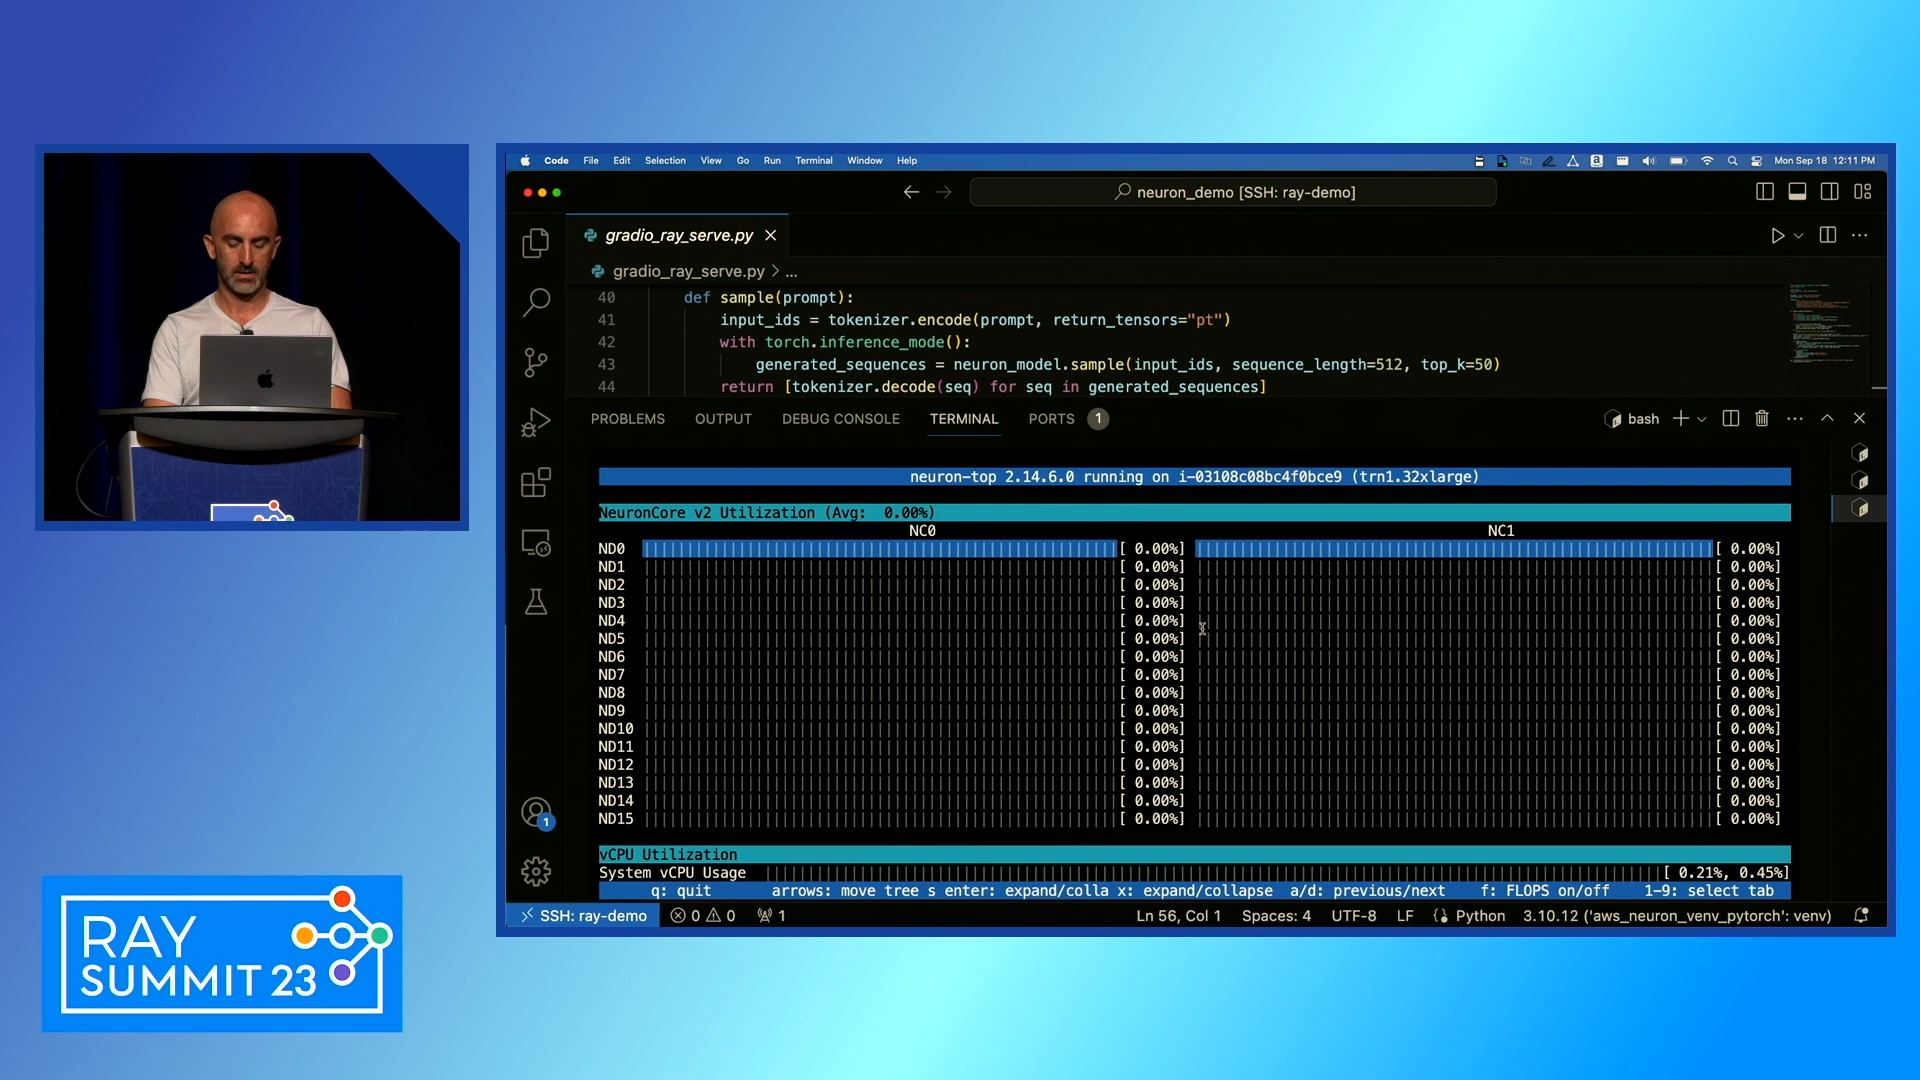 Code File Edit Selection View Go Run Terminal Window Help Mon Sep 18 12:11 PM
neuron_demo [SSH: ray-demo]
gradio_ray_serve.py
gradio_ray_serve.py > ...
40 def sample(prompt):
41 input_ids = tokenizer.encode(prompt, return_tensors="pt")
42 with torch.inference_mode():
43 generated_sequences = neuron_model.sample(input_ids, sequence_length=512, top_k=50)
44 return [tokenizer.decode(seq) for seq in generated_sequences]
PROBLEMS OUTPUT DEBUG CONSOLE TERMINAL PORTS 1 bash
neuron-top 2.14.6.0 running on i-03108c08bc4f0bce9 (trn1.32xlarge)
NeuronCore v2 Utilization (Avg: 0.00%)
NC0 NC1
ND0 [ 0.00%] [ 0.00%]
ND1 [ 0.00%] [ 0.00%]
ND2 [ 0.00%] [ 0.00%]
ND3 [ 0.00%] [ 0.00%]
ND4 [ 0.00%] [ 0.00%]
ND5 [ 0.00%] [ 0.00%]
ND6 [ 0.00%] [ 0.00%]
ND7 [ 0.00%] [ 0.00%]
ND8 [ 0.00%] [ 0.00%]
ND9 [ 0.00%] [ 0.00%]
ND10 [ 0.00%] [ 0.00%]
ND11 [ 0.00%] [ 0.00%]
ND12 [ 0.00%] [ 0.00%]
ND13 [ 0.00%] [ 0.00%]
ND14 [ 0.00%] [ 0.00%]
ND15 [ 0.00%] [ 0.00%]
vCPU Utilization
System vCPU Usage [ 0.21%, 0.45%]
q: quit arrows: move tree s enter: expand/colla x: expand/collapse a/d: previous/next f: FLOPS on/off 1-9: select tab
1
SSH: ray-demo 0 0 1 Ln 56, Col 1 Spaces: 4 UTF-8 LF Python 3.10.12 ('aws_neuron_venv_pytorch': venv)
RAY
SUMMIT 23